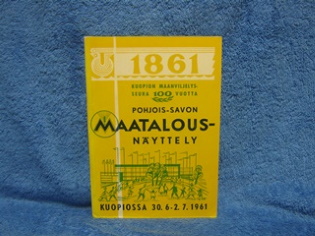 1861
KUOPION MAANVILJELYS-
SEURA 100 VUOTTA
POHJOIS-SAVON
MAATALOUS-
NÄYTTELY
KUOPIOSSA 30.6-2.7.1961